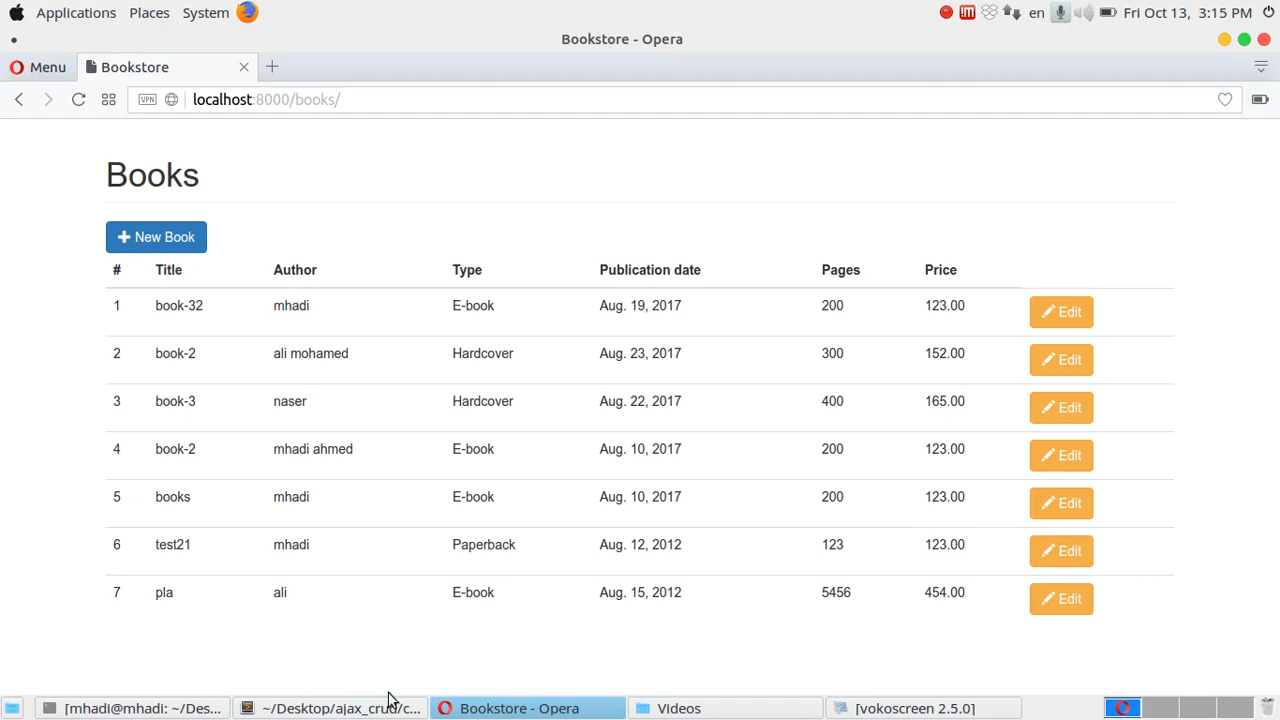 Applications Places System en Fri Oct 13, 3:15 PM
Bookstore - Opera
Menu Bookstore
VPN localhost:8000/books/
Books
New Book
# Title Author Type Publication date Pages Price
1 book-32 mhadi E-book Aug. 19, 2017 200 123.00 Edit
2 book-2 ali mohamed Hardcover Aug. 23, 2017 300 152.00 Edit
3 book-3 naser Hardcover Aug. 22, 2017 400 165.00 Edit
4 book-2 mhadi ahmed E-book Aug. 10, 2017 200 123.00 Edit
5 books mhadi E-book Aug. 10, 2017 200 123.00 Edit
6 test21 mhadi Paperback Aug. 12, 2012 123 123.00 Edit
7 pla ali E-book Aug. 15, 2012 5456 454.00 Edit
[mhadi@mhadi: ~/Des... ~/Desktop/ajax_crud/c... Bookstore - Opera Videos [vokoscreen 2.5.0]